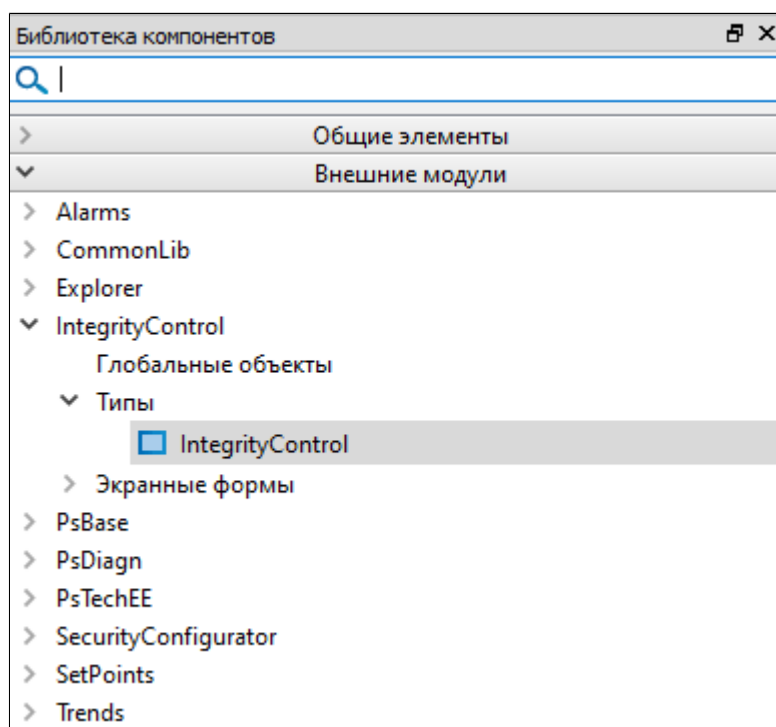 Библиотека компонентов
Общие элементы
Внешние модули
Alarms
CommonLib
Explorer
IntegrityControl
Глобальные объекты
Типы
IntegrityControl
Экранные формы
PsBase
PsDiagn
PsTechEE
SecurityConfigurator
SetPoints
Trends